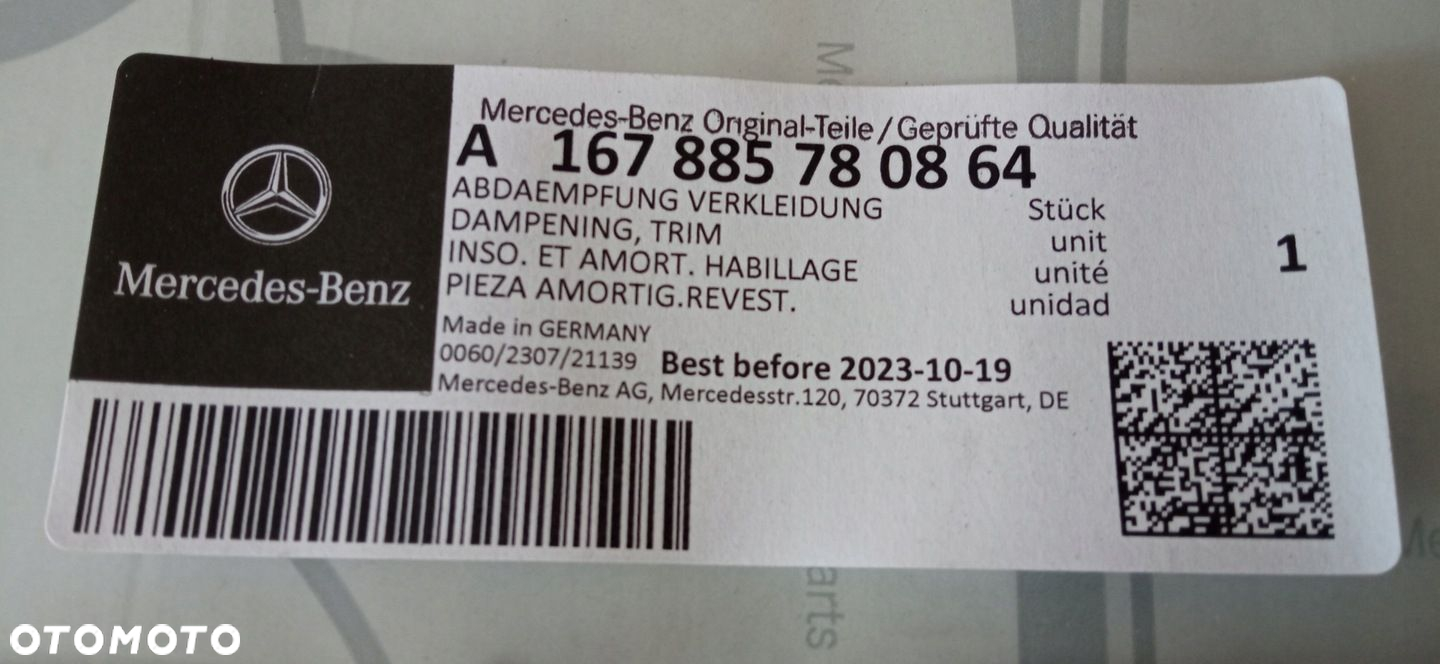 Mercedes-Benz
Mercedes-Benz Original-Teile / Geprüfte Qualität
A 167 885 78 08 64
ABDAEMPFUNG VERKLEIDUNG
DAMPENING, TRIM
INSO. ET AMORT. HABILLAGE
PIEZA AMORTIG.REVEST.
Stück
unit
unité
unidad
1
Made in GERMANY
0060/2307/21139 Best before 2023-10-19
Mercedes-Benz AG, Mercedesstr.120, 70372 Stuttgart, DE
OTOMOTO